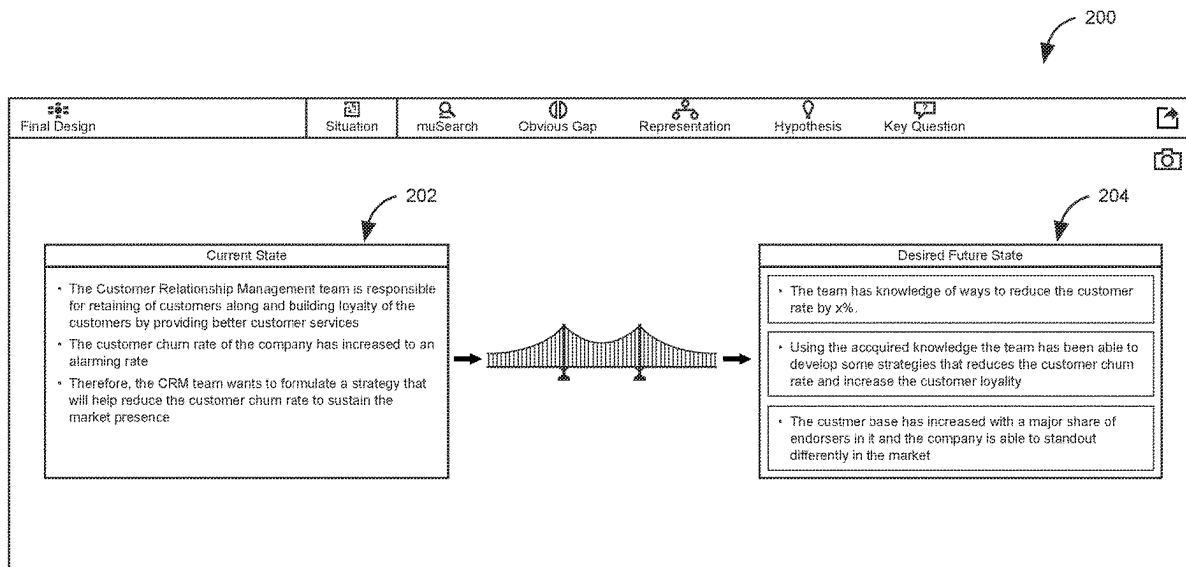 200
Final Design
Situation
muSearch
Obvious Gap
Representation
Hypothesis
Key Question
202
204
Current State
• The Customer Relationship Management team is responsible
for retaining of customers along and building loyalty of the
customers by providing better customer services
• The customer churn rate of the company has increased to an
alarming rate
• Therefore, the CRM team wants to formulate a strategy that
will help reduce the customer churn rate to sustain the
market presence
Desired Future State
• The team has knowledge of ways to reduce the customer
rate by x%.
• Using the accquired knowledge the team has been able to
develop some strategies that reduces the customer churn
rate and increase the customer loyality
• The custmer base has increased with a major share of
endorsers in it and the company is able to standout
differently in the market